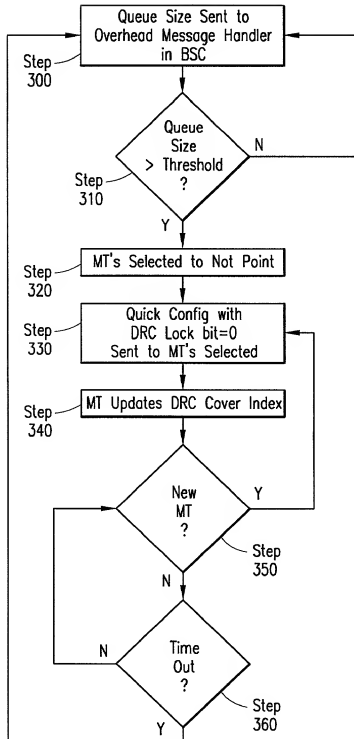 Queue Size Sent to
Overhead Message Handler
in BSC
Step
300
Queue
Size
> Threshold
?
N
Step
310
Y
MT's Selected to Not Point
Step
320
Quick Config with
DRC Lock bit=0
Sent to MT's Selected
Step
330
MT Updates DRC Cover Index
Step
340
New
MT
?
Y
Step
350
N
Time
Out
?
N
Step
360
Y